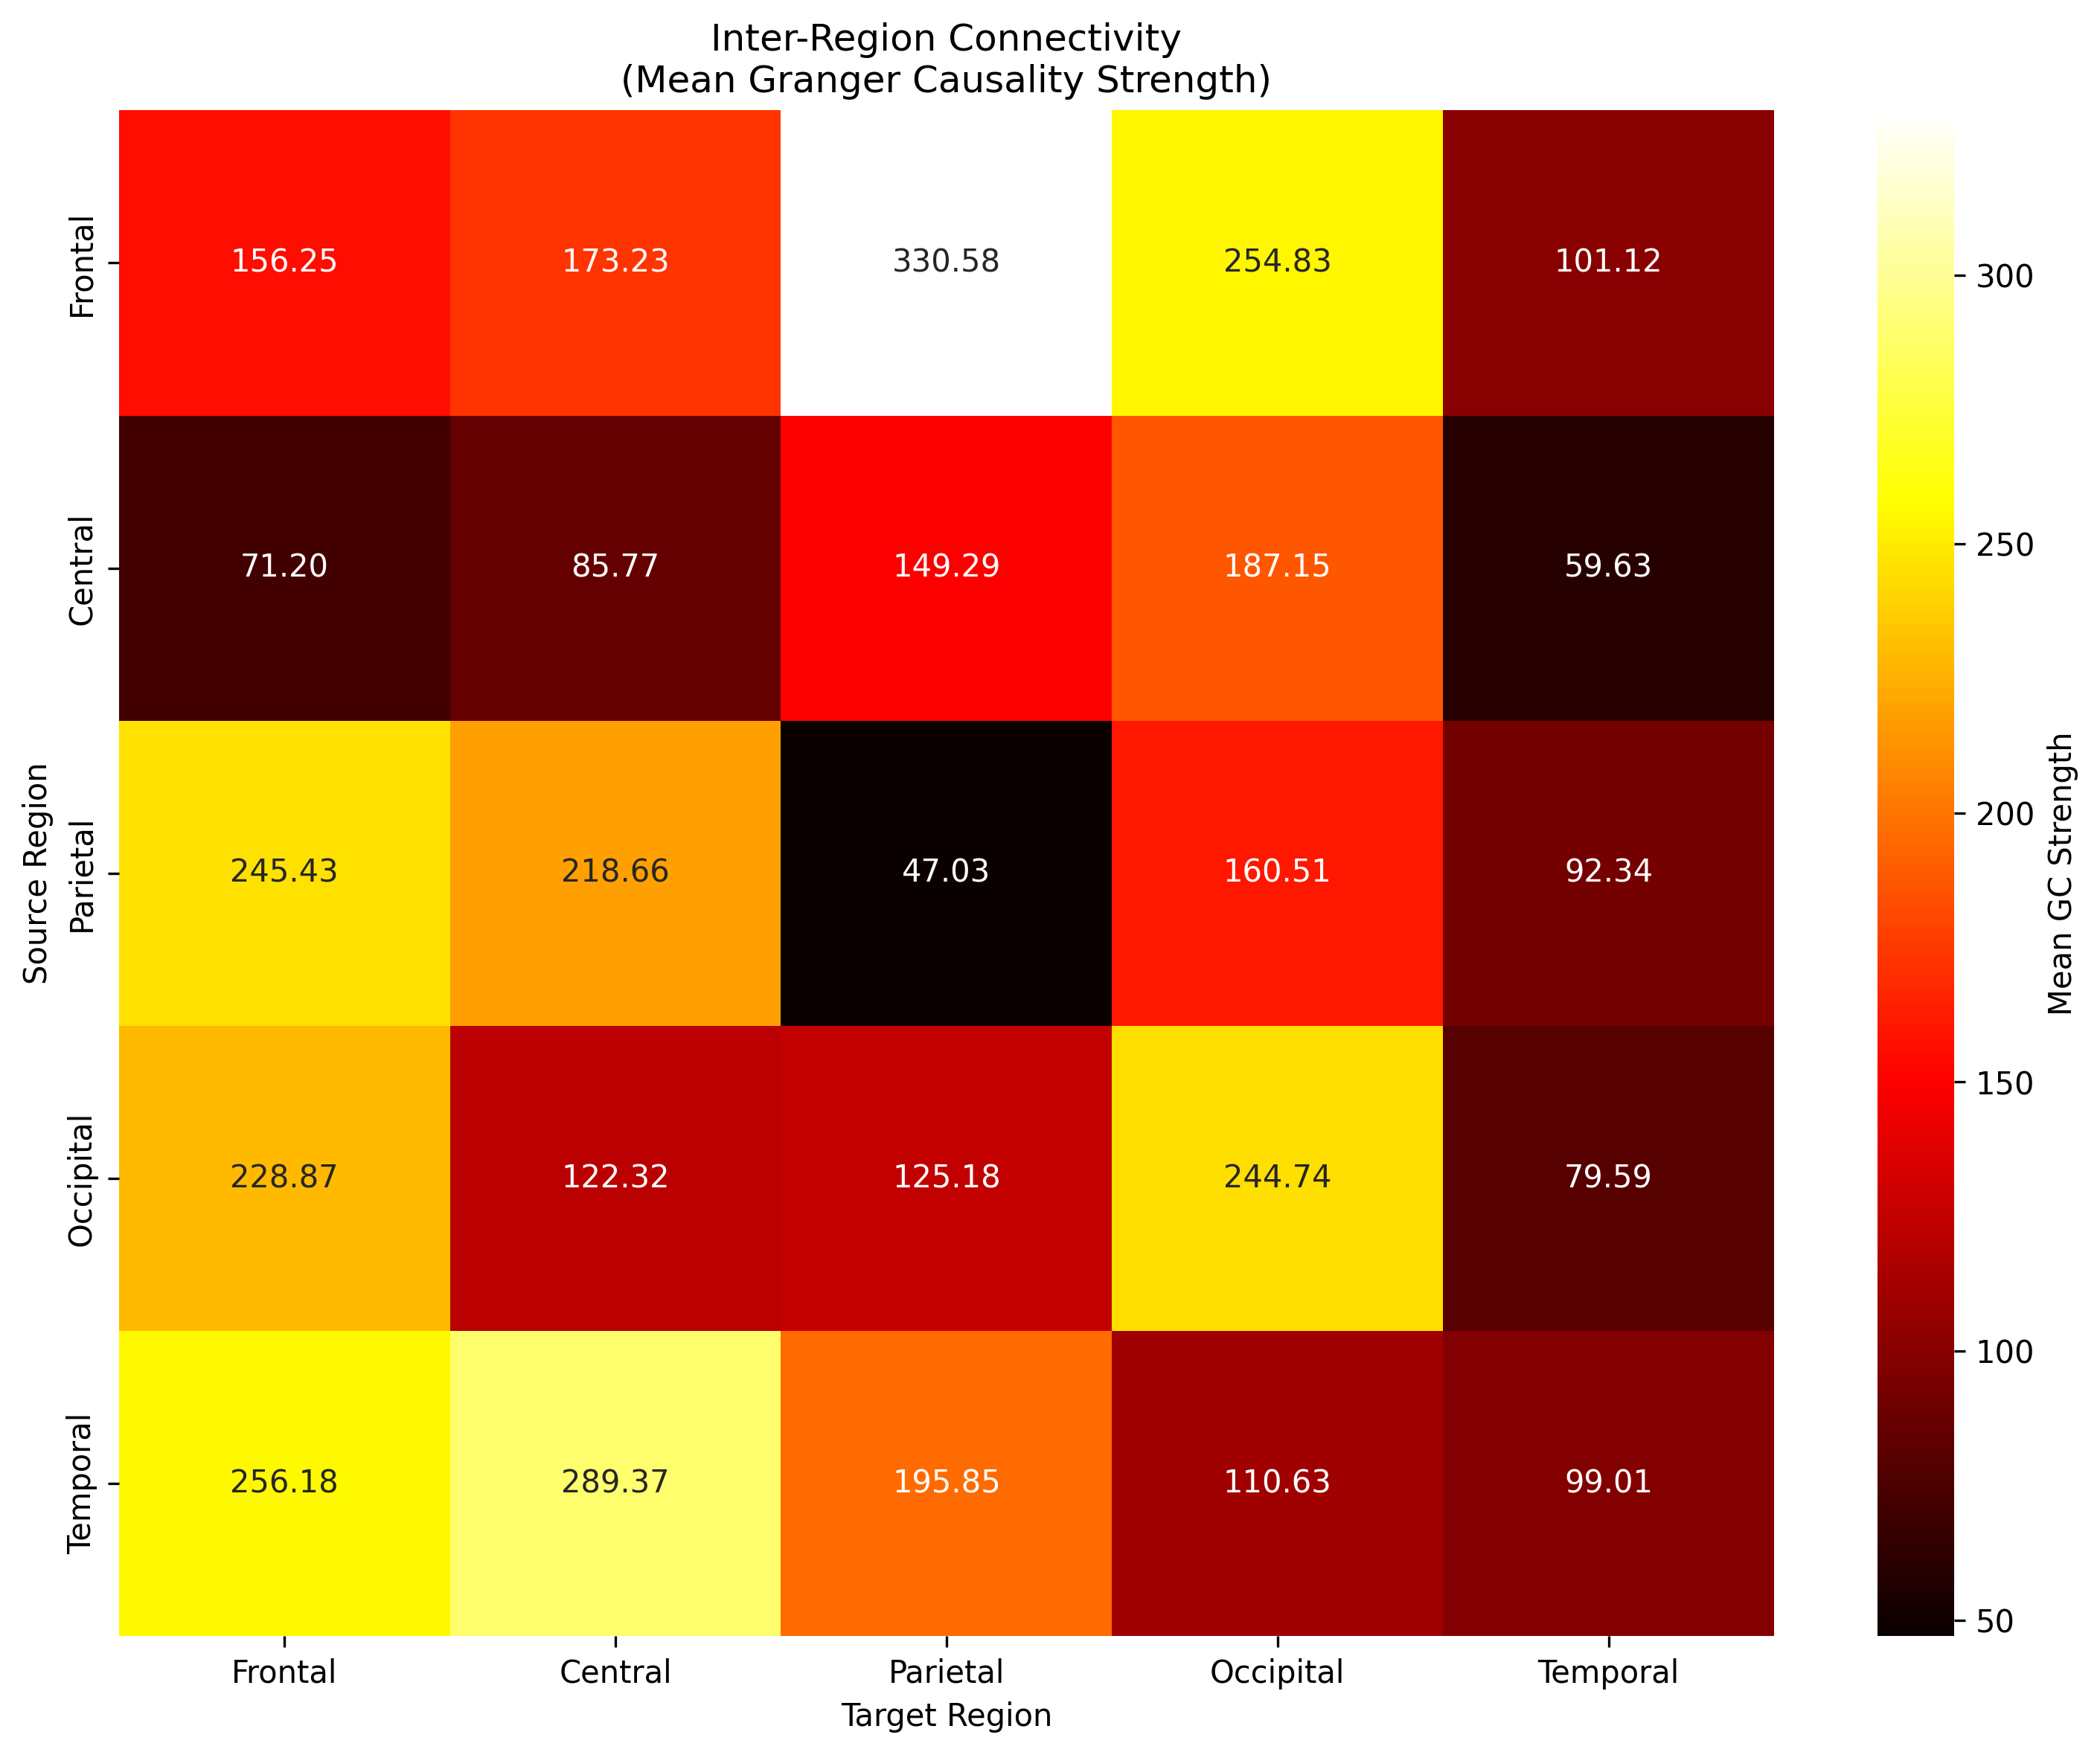 Inter-Region Connectivity
(Mean Granger Causality Strength)
Source Region
Frontal
156.25 173.23 330.58 254.83 101.12
Central
71.20 85.77 149.29 187.15 59.63
Parietal
245.43 218.66 47.03 160.51 92.34
Occipital
228.87 122.32 125.18 244.74 79.59
Temporal
256.18 289.37 195.85 110.63 99.01
Frontal Central Parietal Occipital Temporal
Target Region
300
250
200
150
100
50
Mean GC Strength